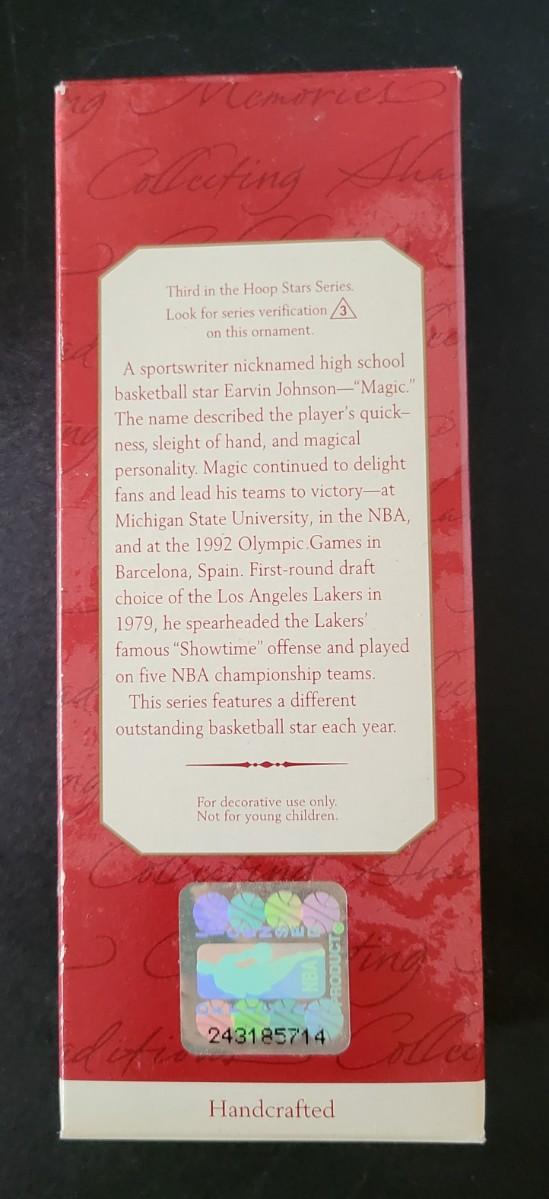 Memories
Collecting Sha
Third in the Hoop Stars Series.
Look for series verification 3
on this ornament.
A sportswriter nicknamed high school
basketball star Earvin Johnson—“Magic.”
The name described the player's quick–
ness, sleight of hand, and magical
personality. Magic continued to delight
fans and lead his teams to victory—at
Michigan State University, in the NBA,
and at the 1992 Olympic Games in
Barcelona, Spain. First-round draft
choice of the Los Angeles Lakers in
1979, he spearheaded the Lakers'
famous “Showtime” offense and played
on five NBA championship teams.
This series features a different
outstanding basketball star each year.
For decorative use only.
Not for young children.
Collecting Sha
NBA
PRODUCT
243185714
Handcrafted